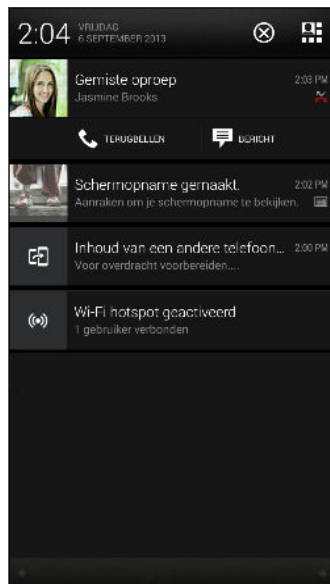 2:04 VRIJDAG
6 SEPTEMBER 2013
Gemiste oproep 2:03 PM
Jasmine Brooks
TERUGBELLEN BERICHT
Schermopname gemaakt. 2:02 PM
Aanraken om je schermopname te bekijken.
Inhoud van een andere telefoon... 2:00 PM
Voor overdracht voorbereiden....
Wi-Fi hotspot geactiveerd
1 gebruiker verbonden